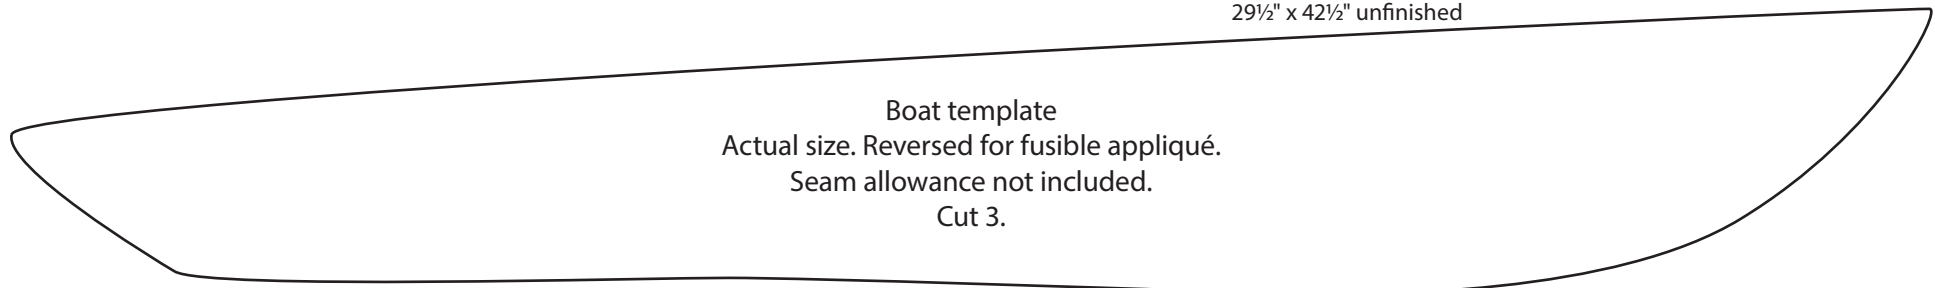 29½" x 42½" unfinished
Boat template
Actual size. Reversed for fusible appliqué.
Seam allowance not included.
Cut 3.